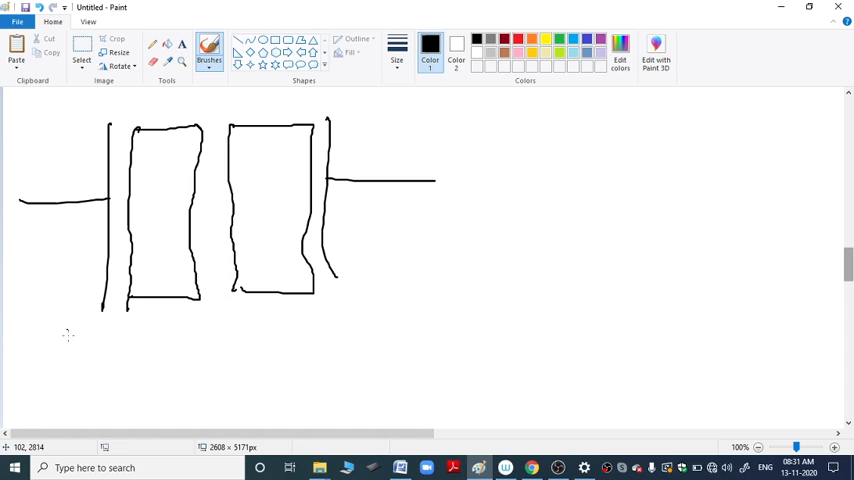 Untitled - Paint
File
Home
View
Paste
Cut
Copy
Clipboard
Select
Crop
Resize
Rotate
Image
A
Tools
Brushes
Shapes
Outline
Fill
Size
Color
1
Color
2
Colors
Edit
colors
Edit with
Paint 3D
102, 2814
2608 × 5171px
100%
Type here to search
ENG
08:31 AM
13-11-2020